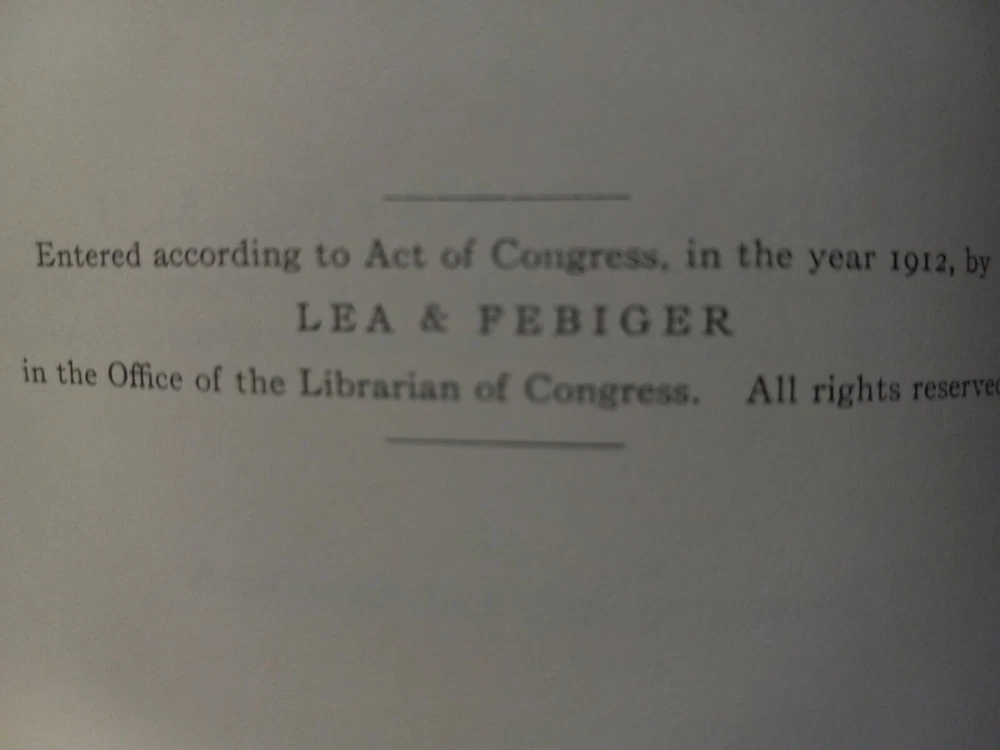 Entered according to Act of Congress, in the year 1912, by
LEA & FEBIGER
in the Office of the Librarian of Congress. All rights reserved